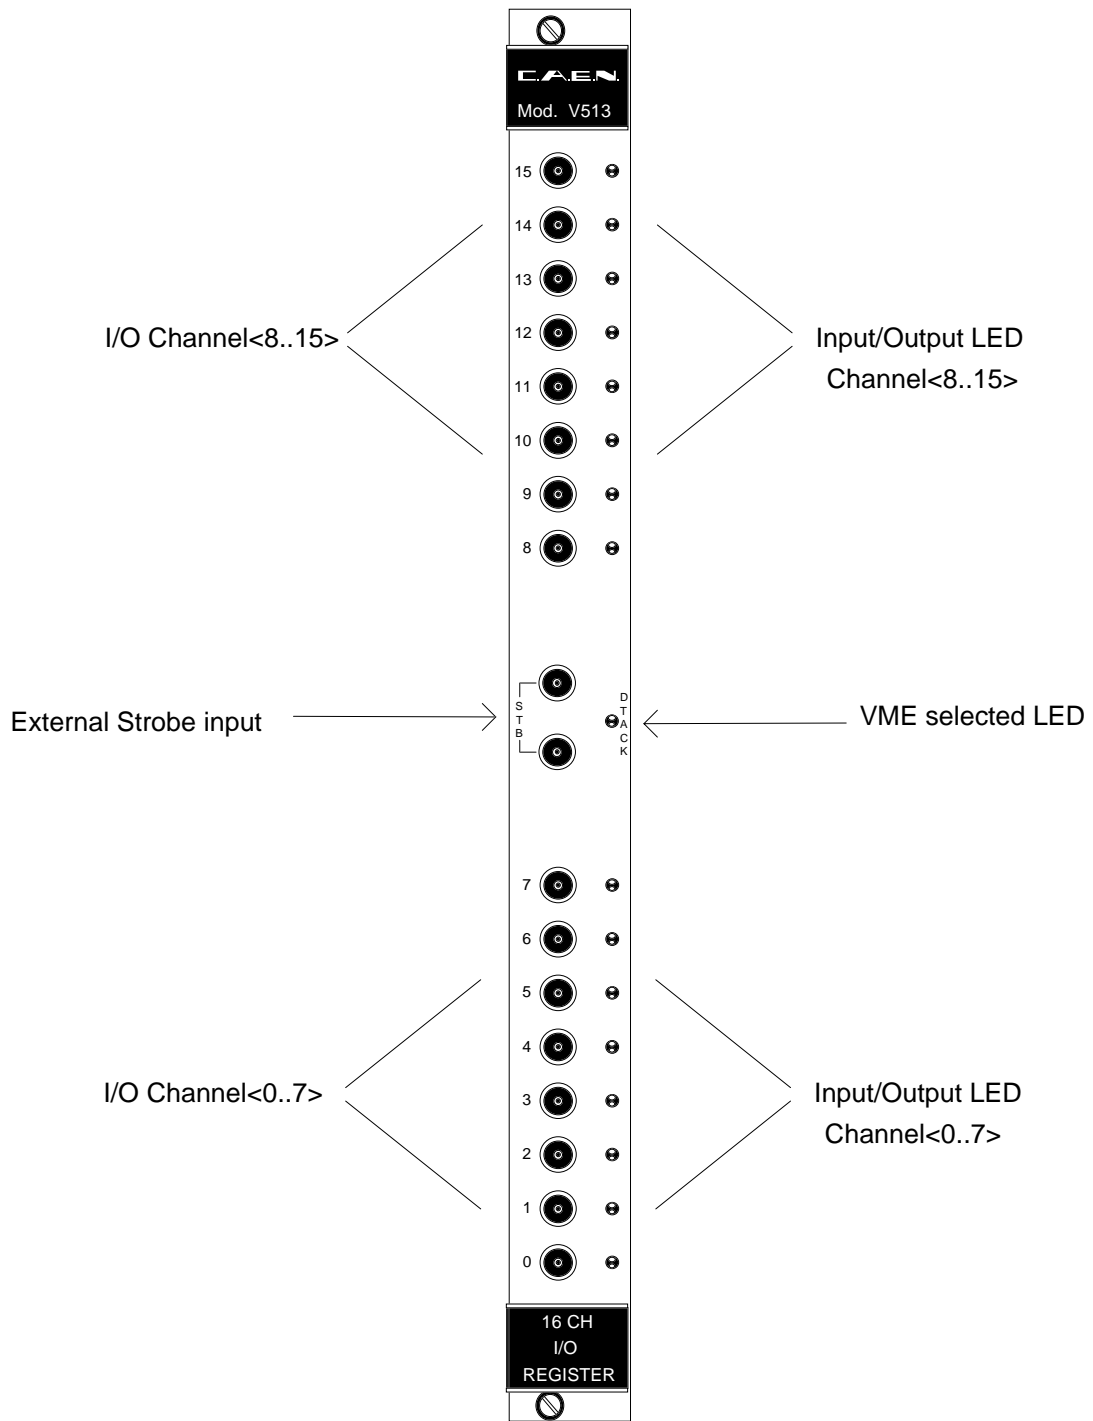 C.A.E.N.
Mod. V513
15
14
13
12
11
10
9
8
I/O Channel<8..15>
Input/Output LED
Channel<8..15>
External Strobe input
STB
DTACK
VME selected LED
7
6
5
4
3
2
1
0
I/O Channel<0..7>
Input/Output LED
Channel<0..7>
16 CH
I/O
REGISTER